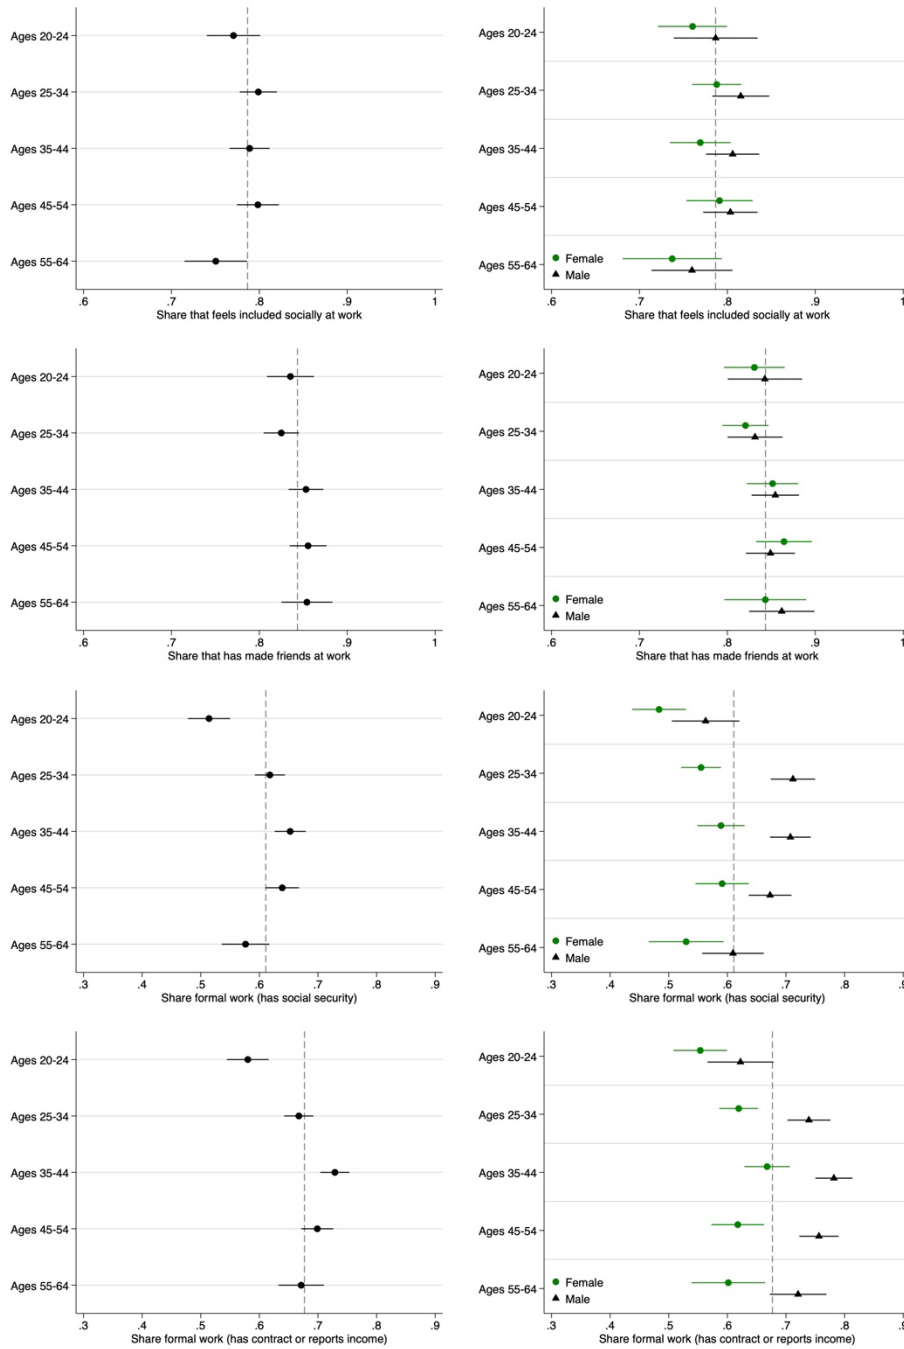 Ages 20-24
Ages 25-34
Ages 35-44
Ages 45-54
Ages 55-64
.6 .7 .8 .9 1
Share that feels included socially at work
Ages 20-24
Ages 25-34
Ages 35-44
Ages 45-54
Ages 55-64
Female
Male
.6 .7 .8 .9 1
Share that feels included socially at work
Ages 20-24
Ages 25-34
Ages 35-44
Ages 45-54
Ages 55-64
.6 .7 .8 .9 1
Share that has made friends at work
Ages 20-24
Ages 25-34
Ages 35-44
Ages 45-54
Ages 55-64
Female
Male
.6 .7 .8 .9 1
Share that has made friends at work
Ages 20-24
Ages 25-34
Ages 35-44
Ages 45-54
Ages 55-64
.3 .4 .5 .6 .7 .8 .9
Share formal work (has social security)
Ages 20-24
Ages 25-34
Ages 35-44
Ages 45-54
Ages 55-64
Female
Male
.3 .4 .5 .6 .7 .8 .9
Share formal work (has social security)
Ages 20-24
Ages 25-34
Ages 35-44
Ages 45-54
Ages 55-64
.3 .4 .5 .6 .7 .8 .9
Share formal work (has contract or reports income)
Ages 20-24
Ages 25-34
Ages 35-44
Ages 45-54
Ages 55-64
Female
Male
.3 .4 .5 .6 .7 .8 .9
Share formal work (has contract or reports income)